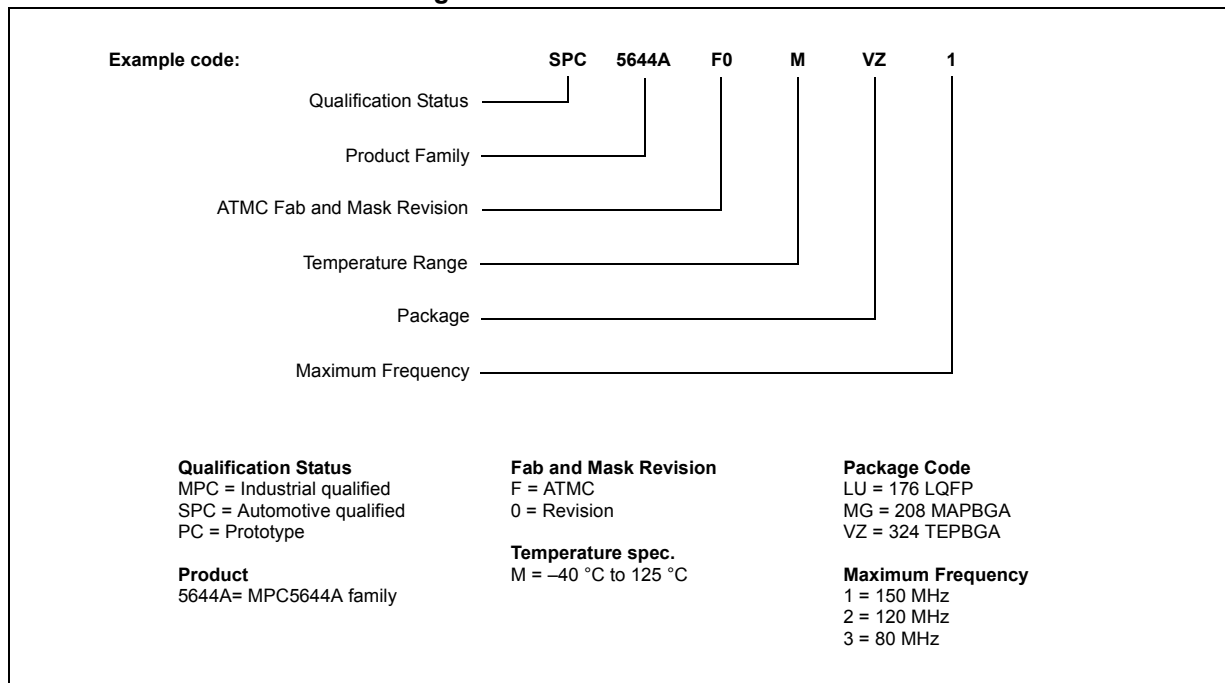 Example code: SPC 5644A F0 M VZ 1
Qualification Status
Product Family
ATMC Fab and Mask Revision
Temperature Range
Package
Maximum Frequency
Qualification Status
MPC = Industrial qualified
SPC = Automotive qualified
PC = Prototype
Product
5644A= MPC5644A family
Fab and Mask Revision
F = ATMC
0 = Revision
Temperature spec.
M = –40 °C to 125 °C
Package Code
LU = 176 LQFP
MG = 208 MAPBGA
VZ = 324 TEPBGA
Maximum Frequency
1 = 150 MHz
2 = 120 MHz
3 = 80 MHz